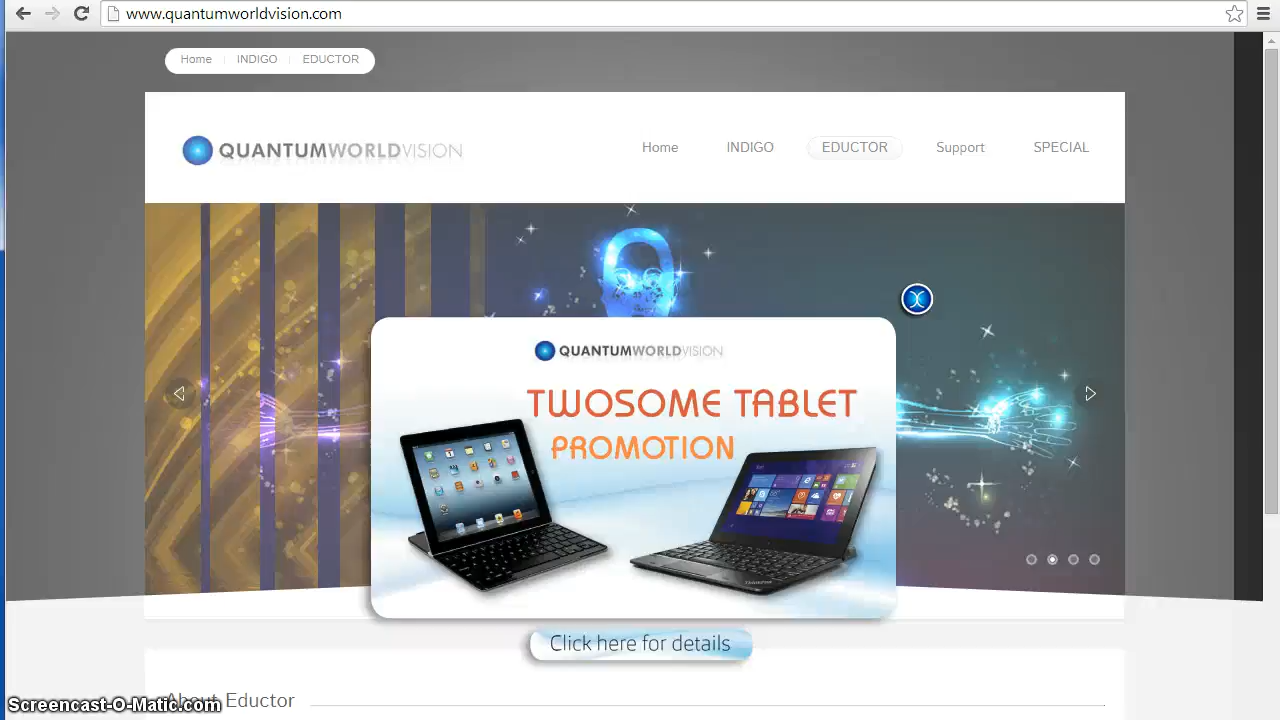 www.quantumworldvision.com
Home INDIGO EDUCTOR
QUANTUMWORLDVISION
Home INDIGO EDUCTOR Support SPECIAL
QUANTUMWORLDVISION
TWOSOME TABLET
PROMOTION
Click here for details
About Eductor
Screencast-O-Matic.com